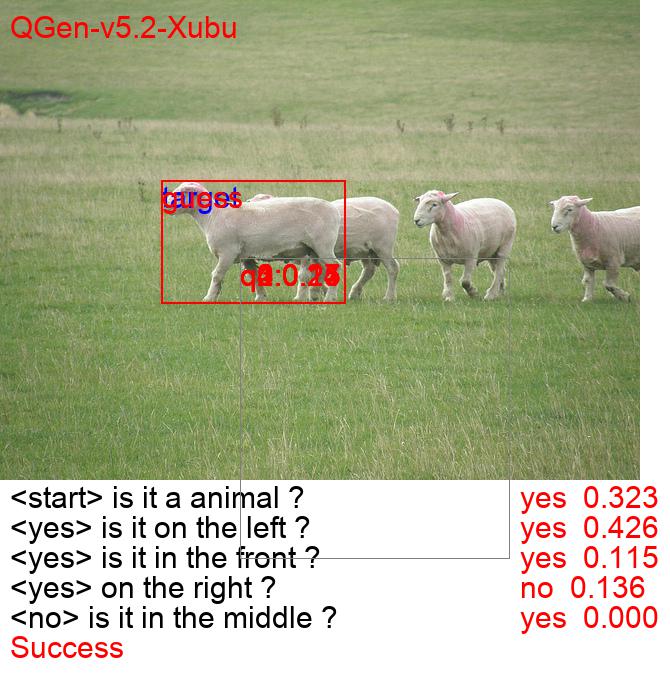 QGen-v5.2-Xubu
target
guess
<start> is it a animal ? yes 0.323
<yes> is it on the left ? yes 0.426
<yes> is it in the front ? yes 0.115
<yes> on the right ? no 0.136
<no> is it in the middle ? yes 0.000
Success